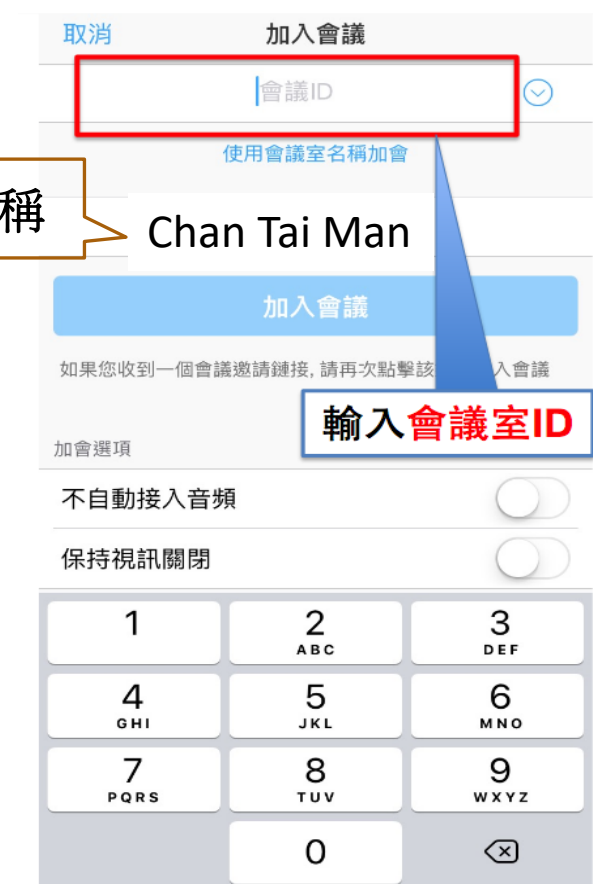 取消 加入會議
會議ID
使用會議室名稱加會
稱
Chan Tai Man
加入會議
如果您收到一個會議邀請鏈接, 請再次點擊該 入會議
輸入會議室ID
加會選項
不自動接入音頻
保持視訊關閉
1 2 3
ABC DEF
4 5 6
GHI JKL MNO
7 8 9
PQRS TUV WXYZ
0